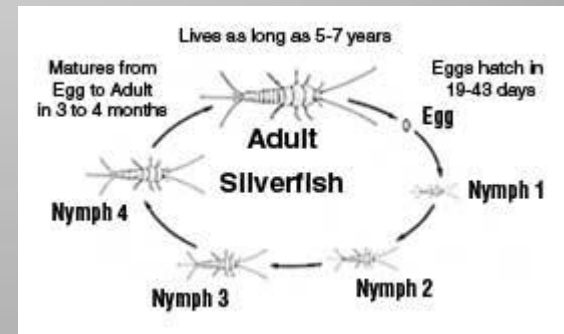 Lives as long as 5-7 years
Matures from
Egg to Adult
in 3 to 4 months
Eggs hatch in
19-43 days
Egg
Adult
Silverfish
Nymph 1
Nymph 4
Nymph 2
Nymph 3